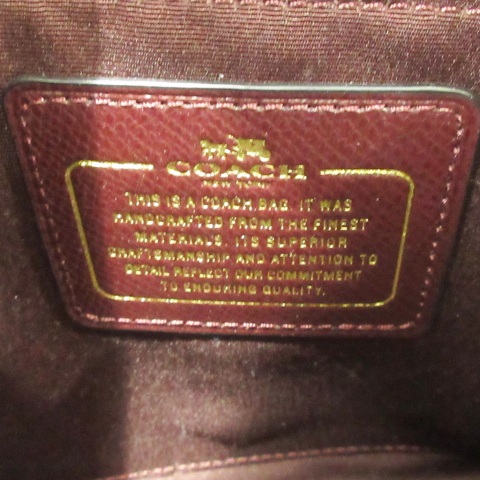 COACH
NEW YORK
THIS IS A COACH BAG. IT WAS
HANDCRAFTED FROM THE FINEST
MATERIALS. ITS SUPERIOR
CRAFTSMANSHIP AND ATTENTION TO
DETAIL REFLECT OUR COMMITMENT
TO ENDURING QUALITY.